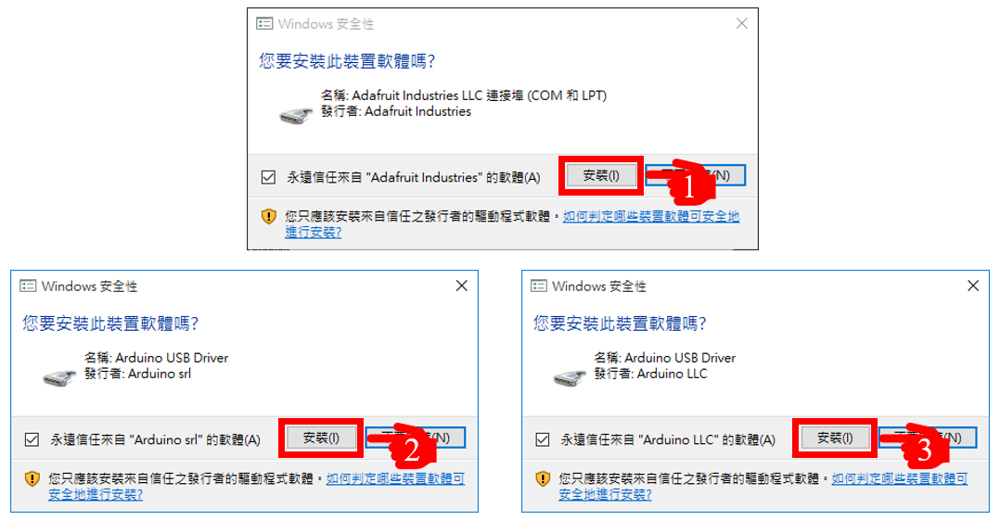 Windows 安全性
您要安裝此裝置軟體嗎?
名稱: Adafruit Industries LLC 連接埠 (COM 和 LPT)
發行者: Adafruit Industries
永遠信任來自 "Adafruit Industries" 的軟體(A)
安裝(I)
(N)
1
您只應該安裝來自信任之發行者的驅動程式軟體。如何判定哪些裝置軟體可安全地
進行安裝?
Windows 安全性
您要安裝此裝置軟體嗎?
名稱: Arduino USB Driver
發行者: Arduino srl
永遠信任來自 "Arduino srl" 的軟體(A)
安裝(I)
(N)
2
您只應該安裝來自信任之發行者的驅動程式軟體。如何判定哪些裝置軟體可
安全地進行安裝?
Windows 安全性
您要安裝此裝置軟體嗎?
名稱: Arduino USB Driver
發行者: Arduino LLC
永遠信任來自 "Arduino LLC" 的軟體(A)
安裝(I)
(N)
3
您只應該安裝來自信任之發行者的驅動程式軟體。如何判定哪些裝置軟體可
安全地進行安裝?